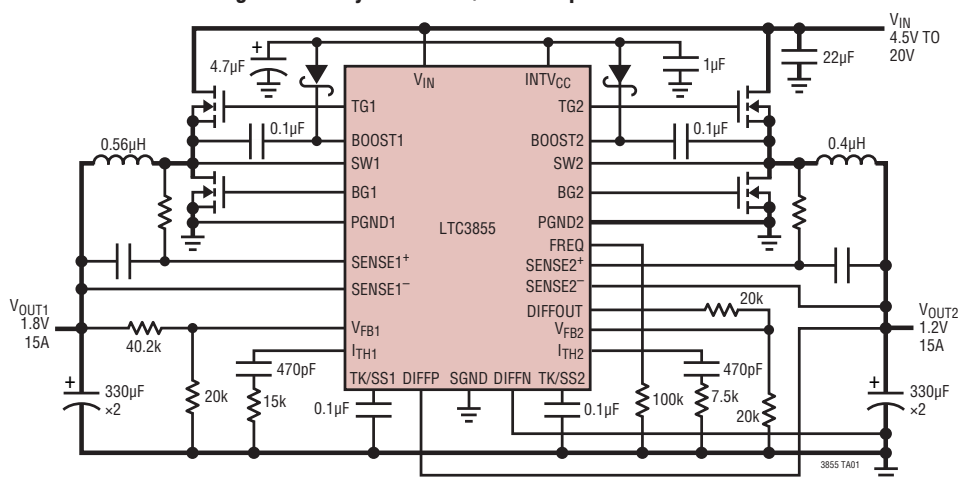 V_IN
4.5V TO
20V
4.7µF
1µF
22µF
V_IN
INTV_CC
TG1
TG2
0.1µF
BOOST1
BOOST2
0.1µF
0.56µH
0.4µH
SW1
SW2
BG1
BG2
PGND1
PGND2
LTC3855
FREQ
SENSE1+
SENSE2+
SENSE1–
SENSE2–
DIFFOUT
20k
V_OUT1
1.8V
15A
V_OUT2
1.2V
15A
V_FB1
V_FB2
40.2k
I_TH1
I_TH2
470pF
470pF
TK/SS1 DIFFP SGND DIFFN TK/SS2
330µF
×2
20k
15k
0.1µF
0.1µF
100k
7.5k
20k
330µF
×2
3855 TA01